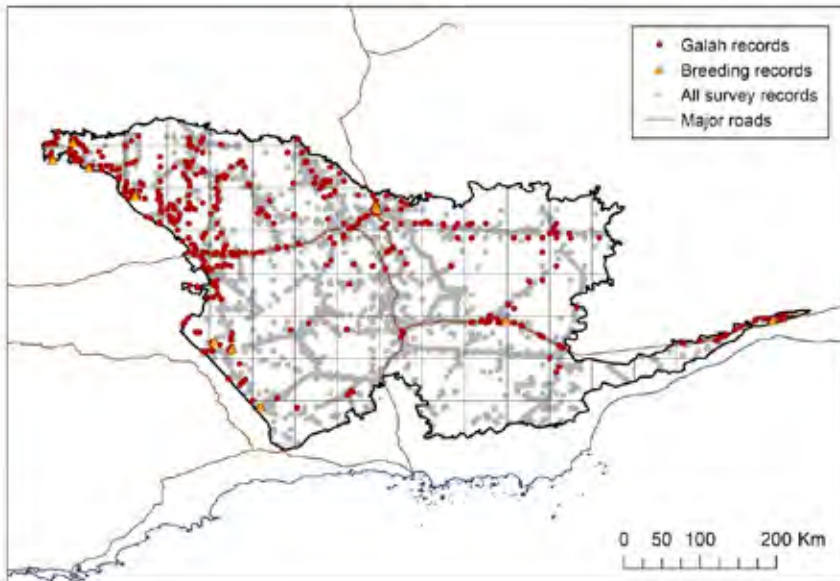 Galah records
Breeding records
All survey records
Major roads
0 50 100 200 Km